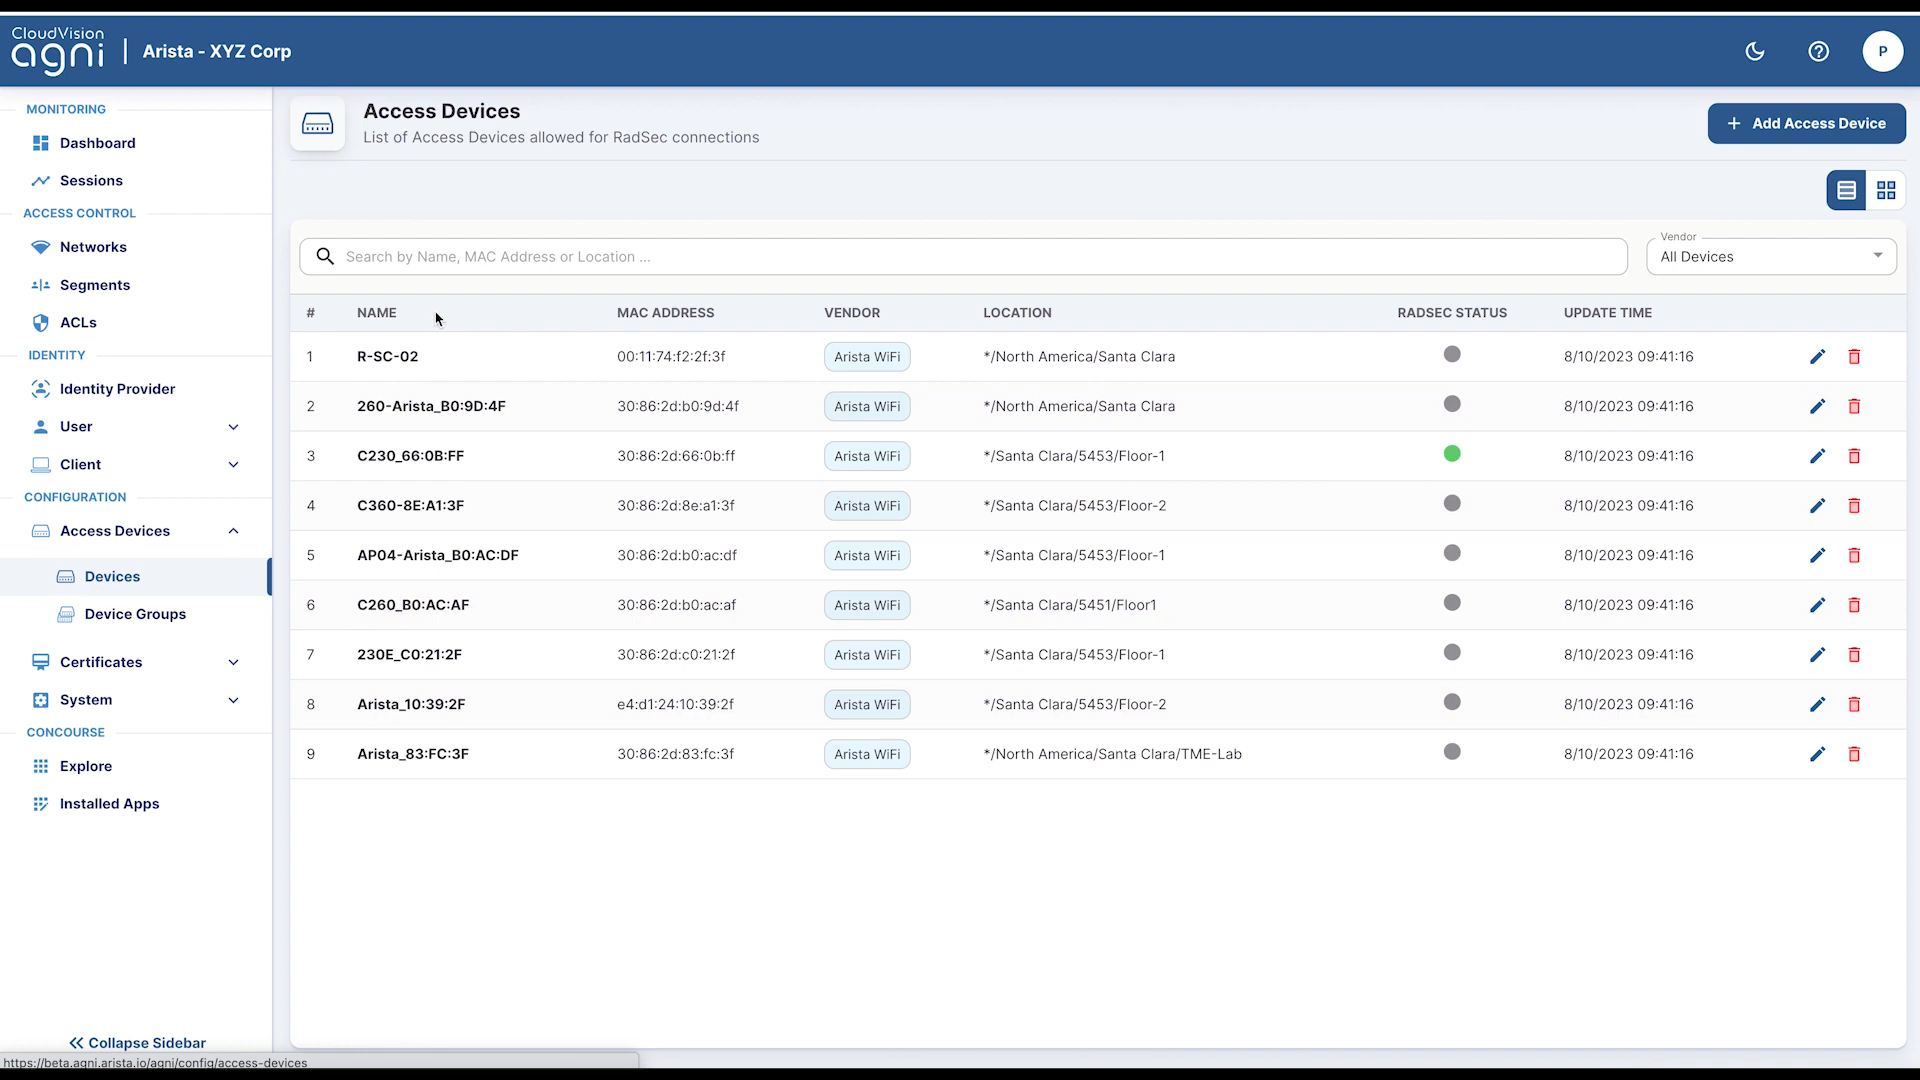 CloudVision
agni
Arista - XYZ Corp
P
MONITORING
Dashboard
Sessions
ACCESS CONTROL
Networks
Segments
ACLs
IDENTITY
Identity Provider
User
Client
CONFIGURATION
Access Devices
Devices
Device Groups
Certificates
System
CONCOURSE
Explore
Installed Apps
Collapse Sidebar
https://beta.agni.arista.io/agni/config/access-devices
Access Devices
List of Access Devices allowed for RadSec connections
+ Add Access Device
Search by Name, MAC Address or Location ...
Vendor
All Devices
# NAME MAC ADDRESS VENDOR LOCATION RADSEC STATUS UPDATE TIME
1 R-SC-02 00:11:74:f2:2f:3f Arista WiFi */North America/Santa Clara 8/10/2023 09:41:16
2 260-Arista_B0:9D:4F 30:86:2d:b0:9d:4f Arista WiFi */North America/Santa Clara 8/10/2023 09:41:16
3 C230_66:0B:FF 30:86:2d:66:0b:ff Arista WiFi */Santa Clara/5453/Floor-1 8/10/2023 09:41:16
4 C360-8E:A1:3F 30:86:2d:8e:a1:3f Arista WiFi */Santa Clara/5453/Floor-2 8/10/2023 09:41:16
5 AP04-Arista_B0:AC:DF 30:86:2d:b0:ac:df Arista WiFi */Santa Clara/5453/Floor-1 8/10/2023 09:41:16
6 C260_B0:AC:AF 30:86:2d:b0:ac:af Arista WiFi */Santa Clara/5451/Floor1 8/10/2023 09:41:16
7 230E_C0:21:2F 30:86:2d:c0:21:2f Arista WiFi */Santa Clara/5453/Floor-1 8/10/2023 09:41:16
8 Arista_10:39:2F e4:d1:24:10:39:2f Arista WiFi */Santa Clara/5453/Floor-2 8/10/2023 09:41:16
9 Arista_83:FC:3F 30:86:2d:83:fc:3f Arista WiFi */North America/Santa Clara/TME-Lab 8/10/2023 09:41:16